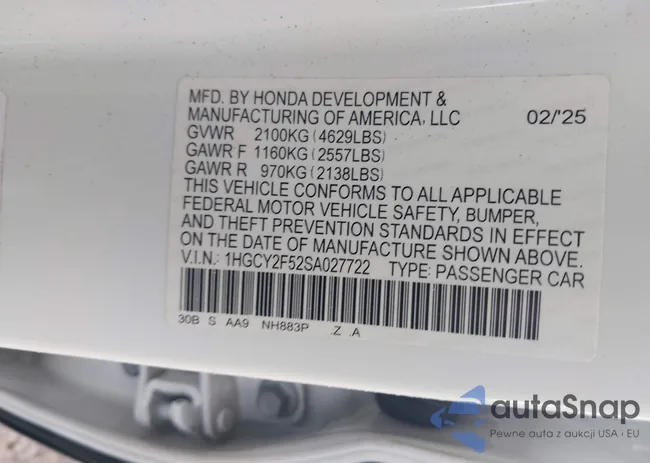 MFD. BY HONDA DEVELOPMENT &
MANUFACTURING OF AMERICA, LLC 02/'25
GVWR 2100KG (4629LBS)
GAWR F 1160KG (2557LBS)
GAWR R 970KG (2138LBS)
THIS VEHICLE CONFORMS TO ALL APPLICABLE
FEDERAL MOTOR VEHICLE SAFETY, BUMPER,
AND THEFT PREVENTION STANDARDS IN EFFECT
ON THE DATE OF MANUFACTURE SHOWN ABOVE.
V.I.N.: 1HGCY2F52SA027722 TYPE: PASSENGER CAR
30B S AA9 NH883P .Z .A
autaSnap
Pewne auta z aukcji USA i EU